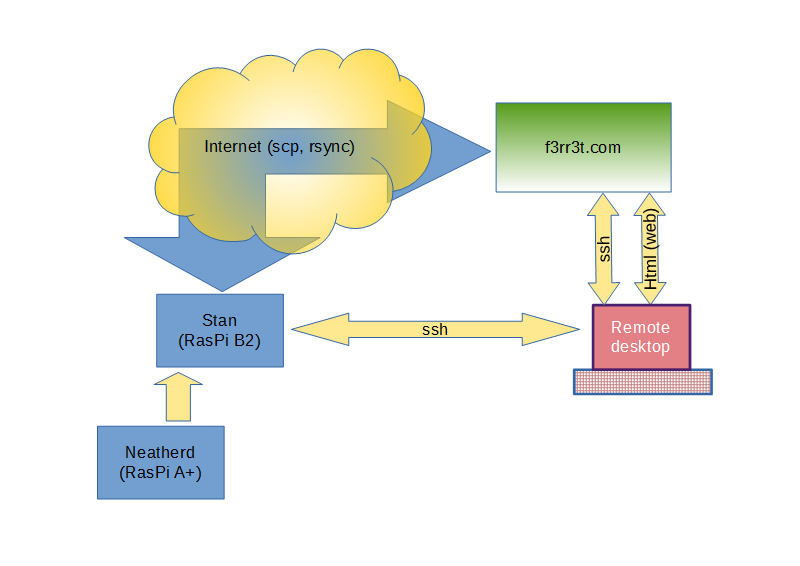 Internet (scp, rsync)
f3rr3t.com
ssh
Html (web)
Stan
(RasPi B2)
ssh
Remote
desktop
Neatherd
(RasPi A+)